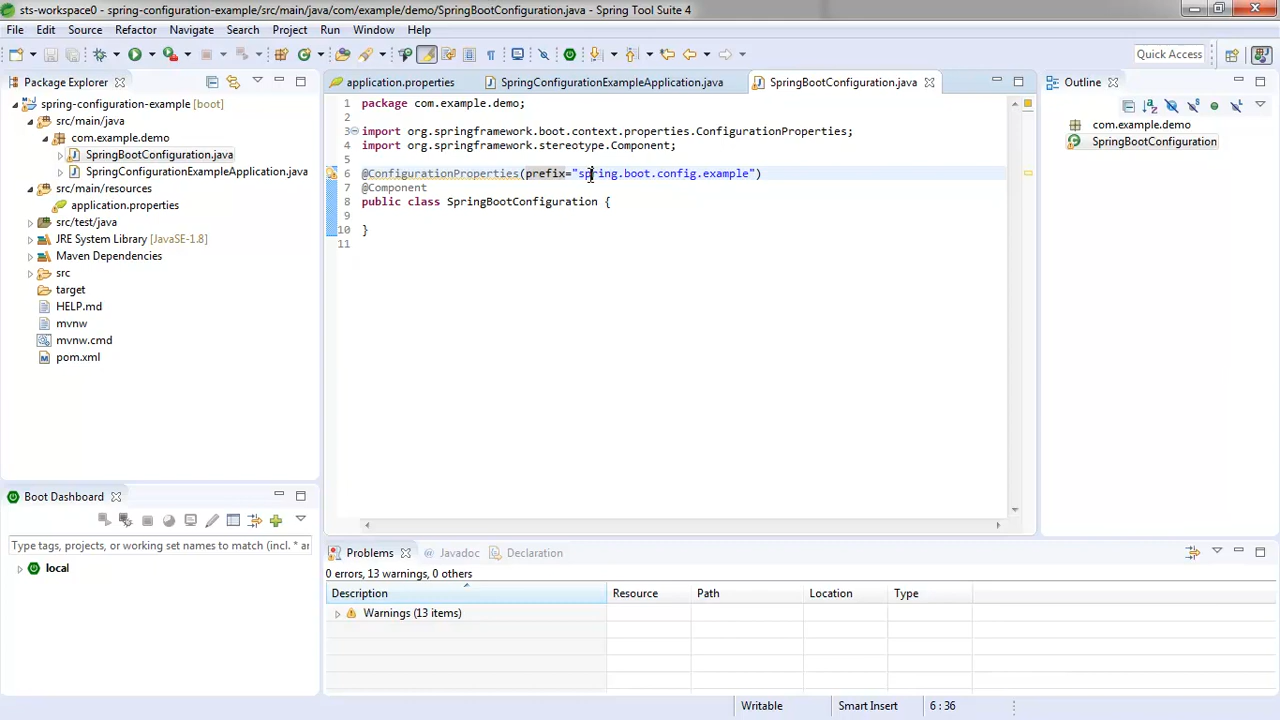 sts-workspace0 - spring-configuration-example/src/main/java/com/example/demo/SpringBootConfiguration.java - Spring Tool Suite 4
File Edit Source Refactor Navigate Search Project Run Window Help
Quick Access
Package Explorer
application.properties
SpringConfigurationExampleApplication.java
SpringBootConfiguration.java
Outline
spring-configuration-example [boot]
src/main/java
com.example.demo
SpringBootConfiguration.java
SpringConfigurationExampleApplication.java
src/main/resources
application.properties
src/test/java
JRE System Library [JavaSE-1.8]
Maven Dependencies
src
target
HELP.md
mvnw
mvnw.cmd
pom.xml
1 package com.example.demo;
2
3 import org.springframework.boot.context.properties.ConfigurationProperties;
4 import org.springframework.stereotype.Component;
5
6 @ConfigurationProperties(prefix="spring.boot.config.example")
7 @Component
8 public class SpringBootConfiguration {
9
10 }
11
com.example.demo
SpringBootConfiguration
Boot Dashboard
Type tags, projects, or working set names to match (incl. * ar
local
Problems
@ Javadoc
Declaration
0 errors, 13 warnings, 0 others
Description Resource Path Location Type
Warnings (13 items)
Writable Smart Insert 6 : 36